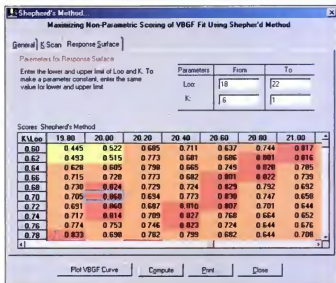 Shepherd's Method...
Maximizing Non-Parametric Scoring of VBGF Fit Using Shepher'd Method
General K Scan Response Surface
Parameters for Response Surface
Enter the lower and upper limit of Loo and K. To
make a parameter constant, enter the same
value for lower and upper limit
Parameters From To
Loo: 18 22
K: .6 1
Scores Shepherd's Method
K\Loo 19.80 20.00 20.20 20.40 20.60 20.80 21.00
0.60 0.445 0.522 0.605 0.711 0.637 0.744 0.817
0.62 0.493 0.515 0.773 0.601 0.686 0.801 0.816
0.64 0.628 0.605 0.798 0.665 0.749 0.820 0.785
0.66 0.715 0.720 0.773 0.682 0.801 0.822 0.739
0.68 0.730 0.824 0.729 0.724 0.829 0.792 0.692
0.70 0.705 0.868 0.694 0.773 0.830 0.747 0.658
0.72 0.691 0.860 0.687 0.810 0.807 0.701 0.644
0.74 0.717 0.814 0.709 0.827 0.768 0.664 0.652
0.76 0.774 0.753 0.746 0.823 0.724 0.644 0.676
0.78 0.833 0.698 0.782 0.799 0.682 0.644 0.708
Plot VBGF Curve Compute Print Close